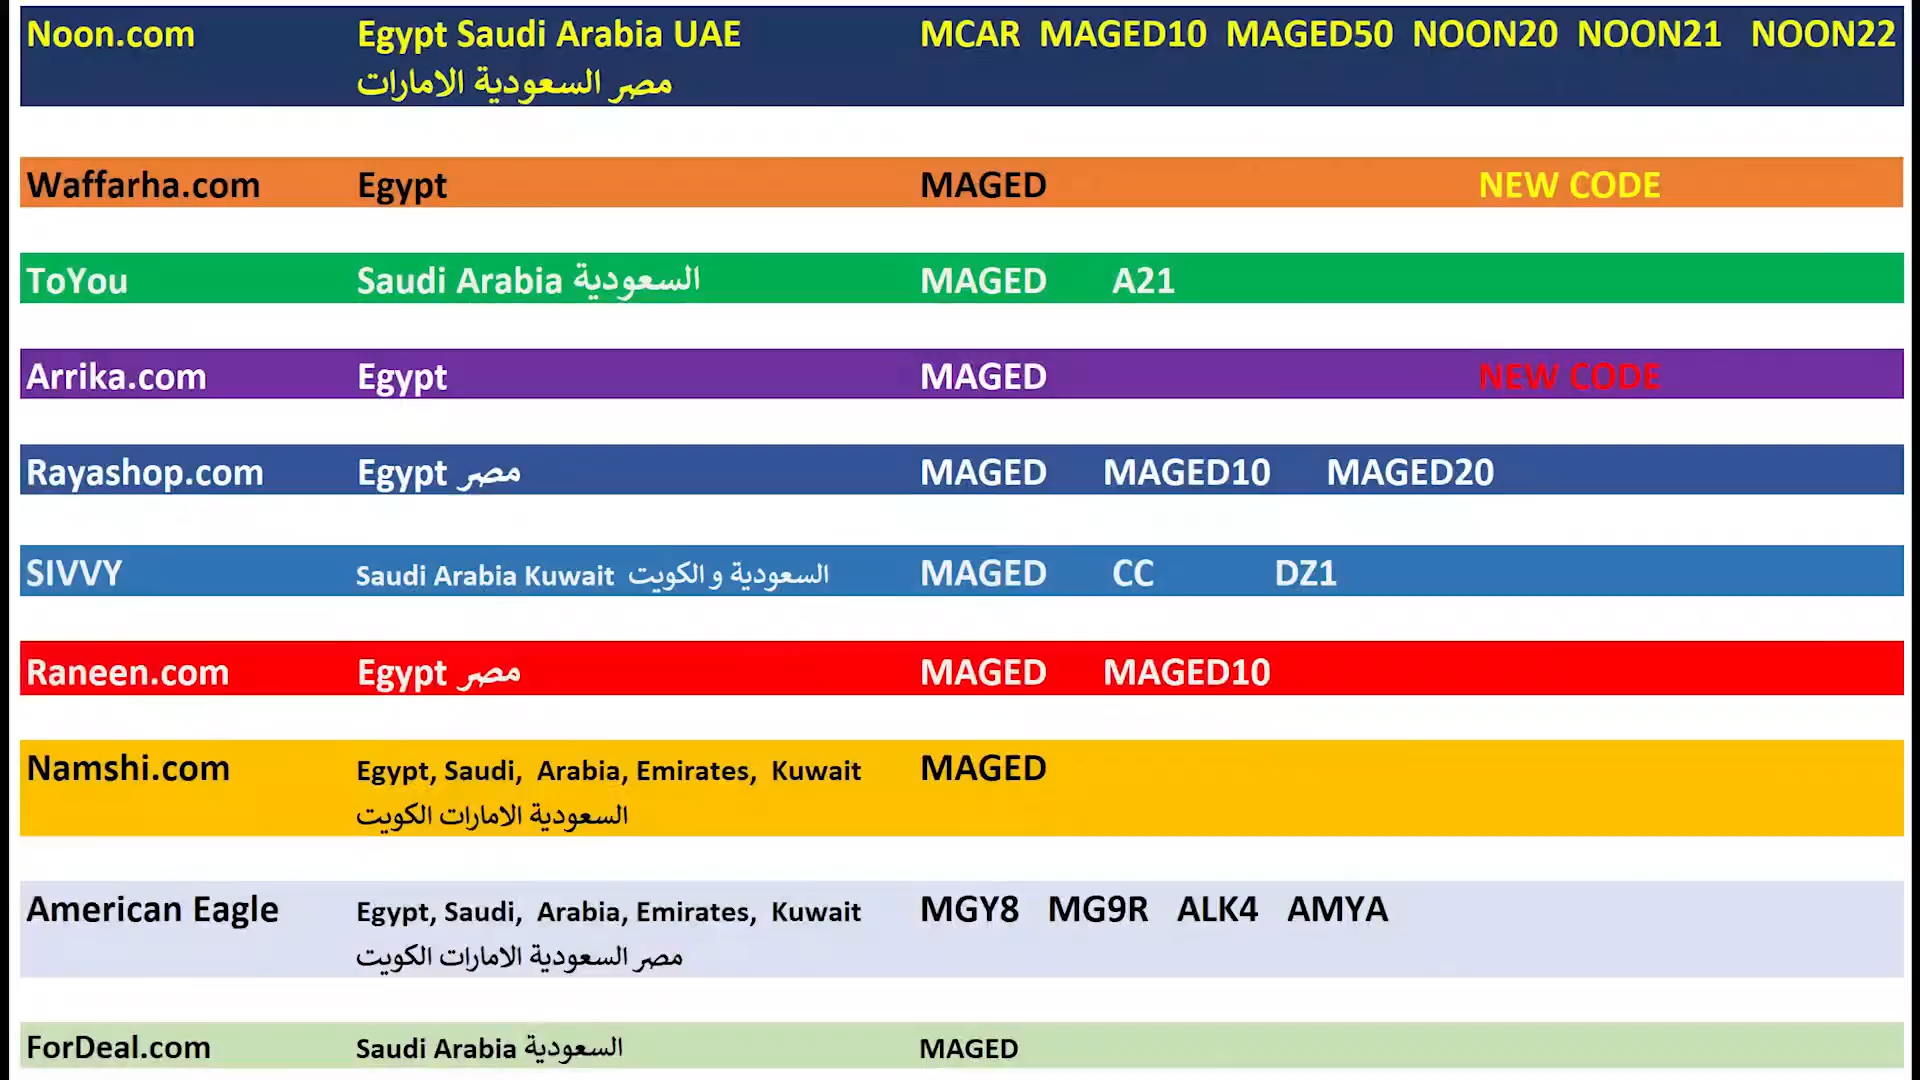 Noon.com Egypt Saudi Arabia UAE MCAR MAGED10 MAGED50 NOON20 NOON21 NOON22
مصر السعودية الامارات
Waffarha.com Egypt MAGED NEW CODE
ToYou Saudi Arabia السعودية MAGED A21
Arrika.com Egypt MAGED NEW CODE
Rayashop.com Egypt مصر MAGED MAGED10 MAGED20
SIVVY Saudi Arabia Kuwait السعودية و الكويت MAGED CC DZ1
Raneen.com Egypt مصر MAGED MAGED10
Namshi.com Egypt, Saudi, Arabia, Emirates, Kuwait MAGED
السعودية الامارات الكويت
American Eagle Egypt, Saudi, Arabia, Emirates, Kuwait MGY8 MG9R ALK4 AMYA
مصر السعودية الامارات الكويت
ForDeal.com Saudi Arabia السعودية MAGED